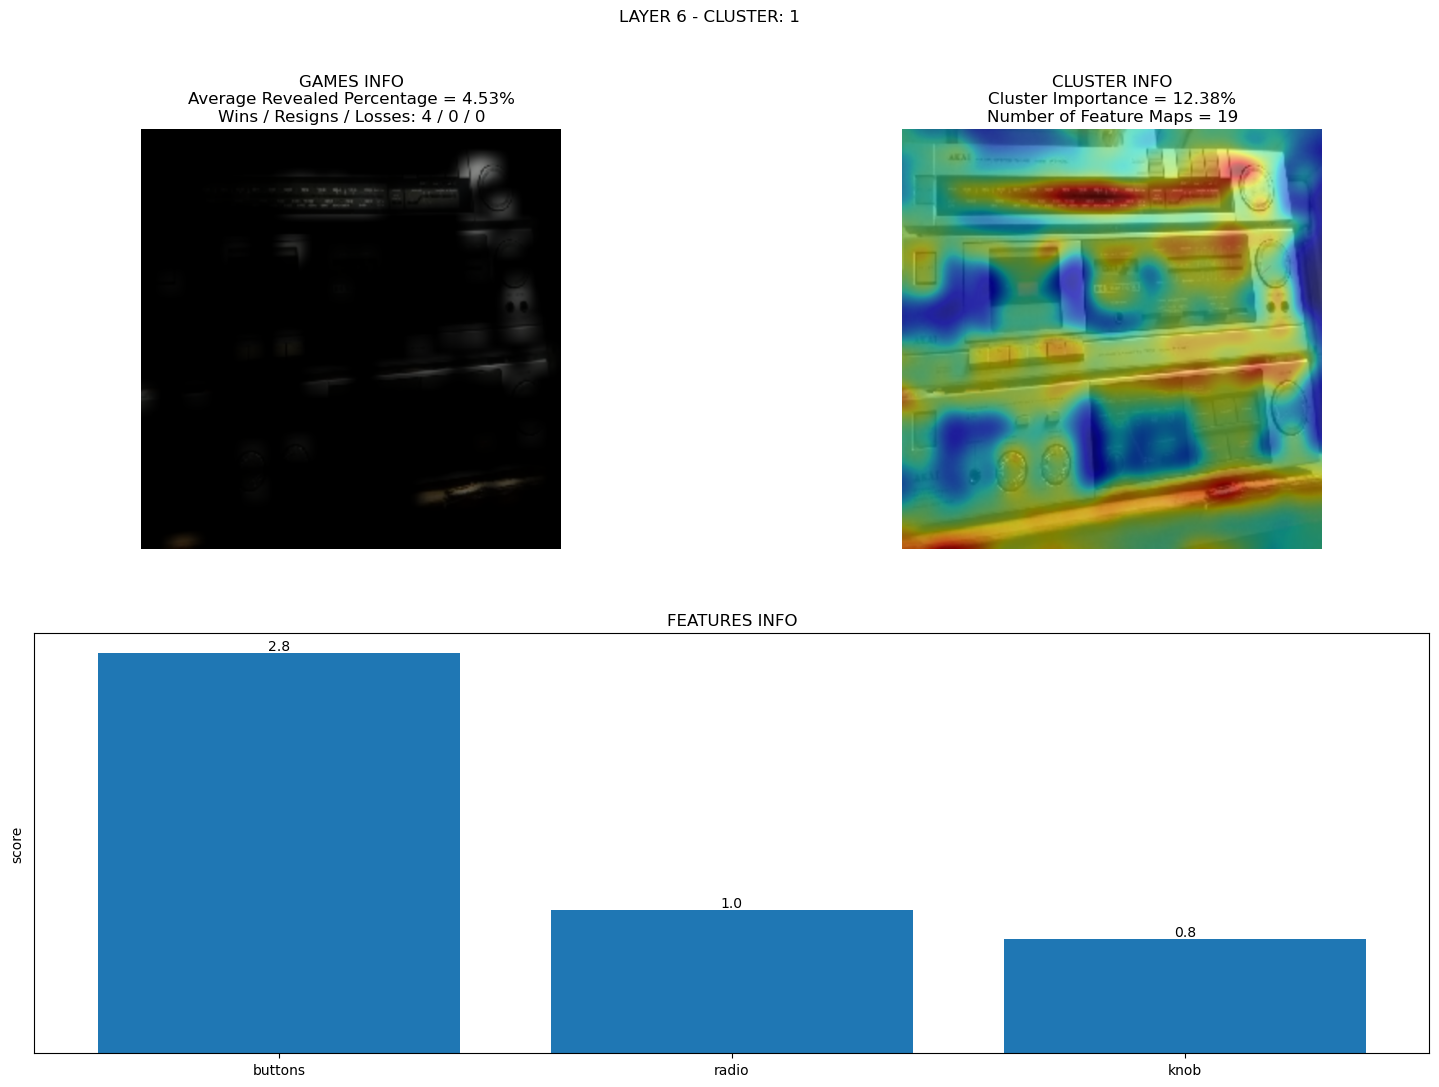 LAYER 6 - CLUSTER: 1
GAMES INFO
Average Revealed Percentage = 4.53%
Wins / Resigns / Losses: 4 / 0 / 0
CLUSTER INFO
Cluster Importance = 12.38%
Number of Feature Maps = 19
AKAI
FEATURES INFO
score
2.8
1.0
0.8
buttons
radio
knob